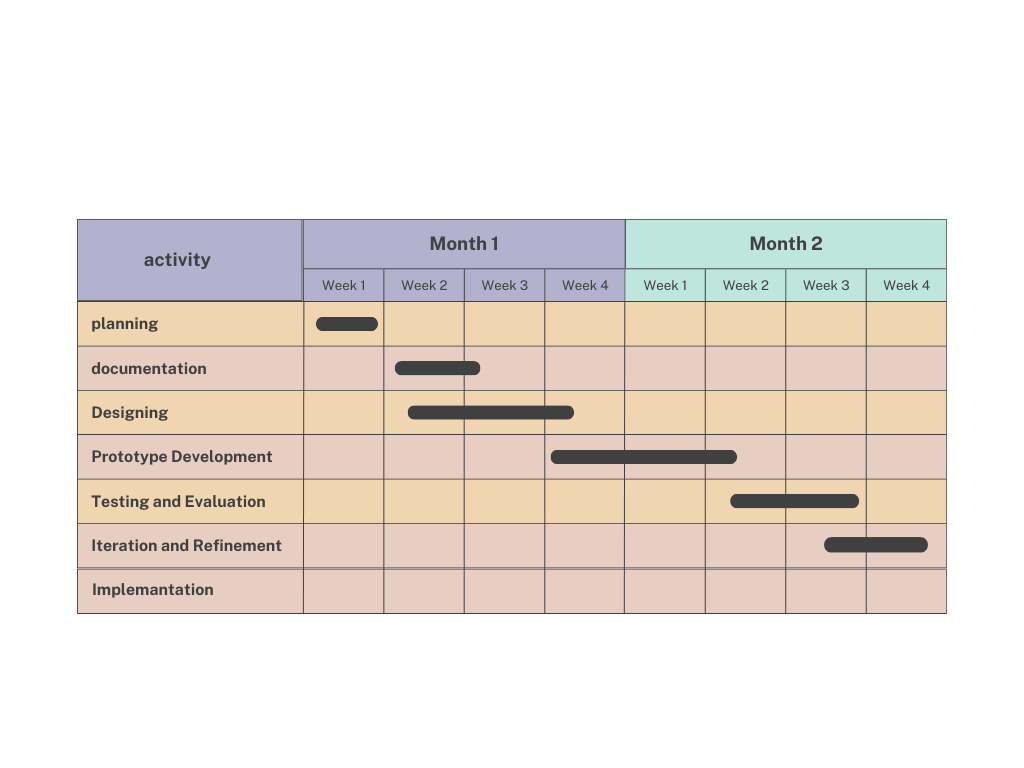 activity
Month 1
Month 2
Week 1 Week 2 Week 3 Week 4 Week 1 Week 2 Week 3 Week 4
planning
documentation
Designing
Prototype Development
Testing and Evaluation
Iteration and Refinement
Implemantation